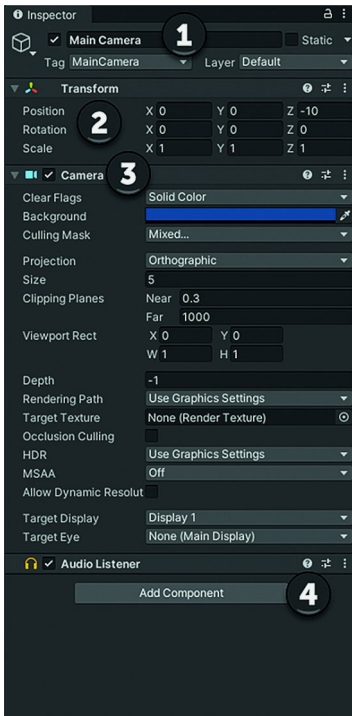 Inspector
Main Camera 1 Static
Tag MainCamera Layer Default
Transform
Position X 0 Y 0 Z -10
2
Rotation X 0 Y 0 Z 0
Scale X 1 Y 1 Z 1
Camera 3
Clear Flags Solid Color
Background
Culling Mask Mixed...
Projection Orthographic
Size 5
Clipping Planes Near 0.3
Far 1000
Viewport Rect X 0 Y 0
W 1 H 1
Depth -1
Rendering Path Use Graphics Settings
Target Texture None (Render Texture)
Occlusion Culling
HDR Use Graphics Settings
MSAA Off
Allow Dynamic Resolut
Target Display Display 1
Target Eye None (Main Display)
Audio Listener
Add Component 4